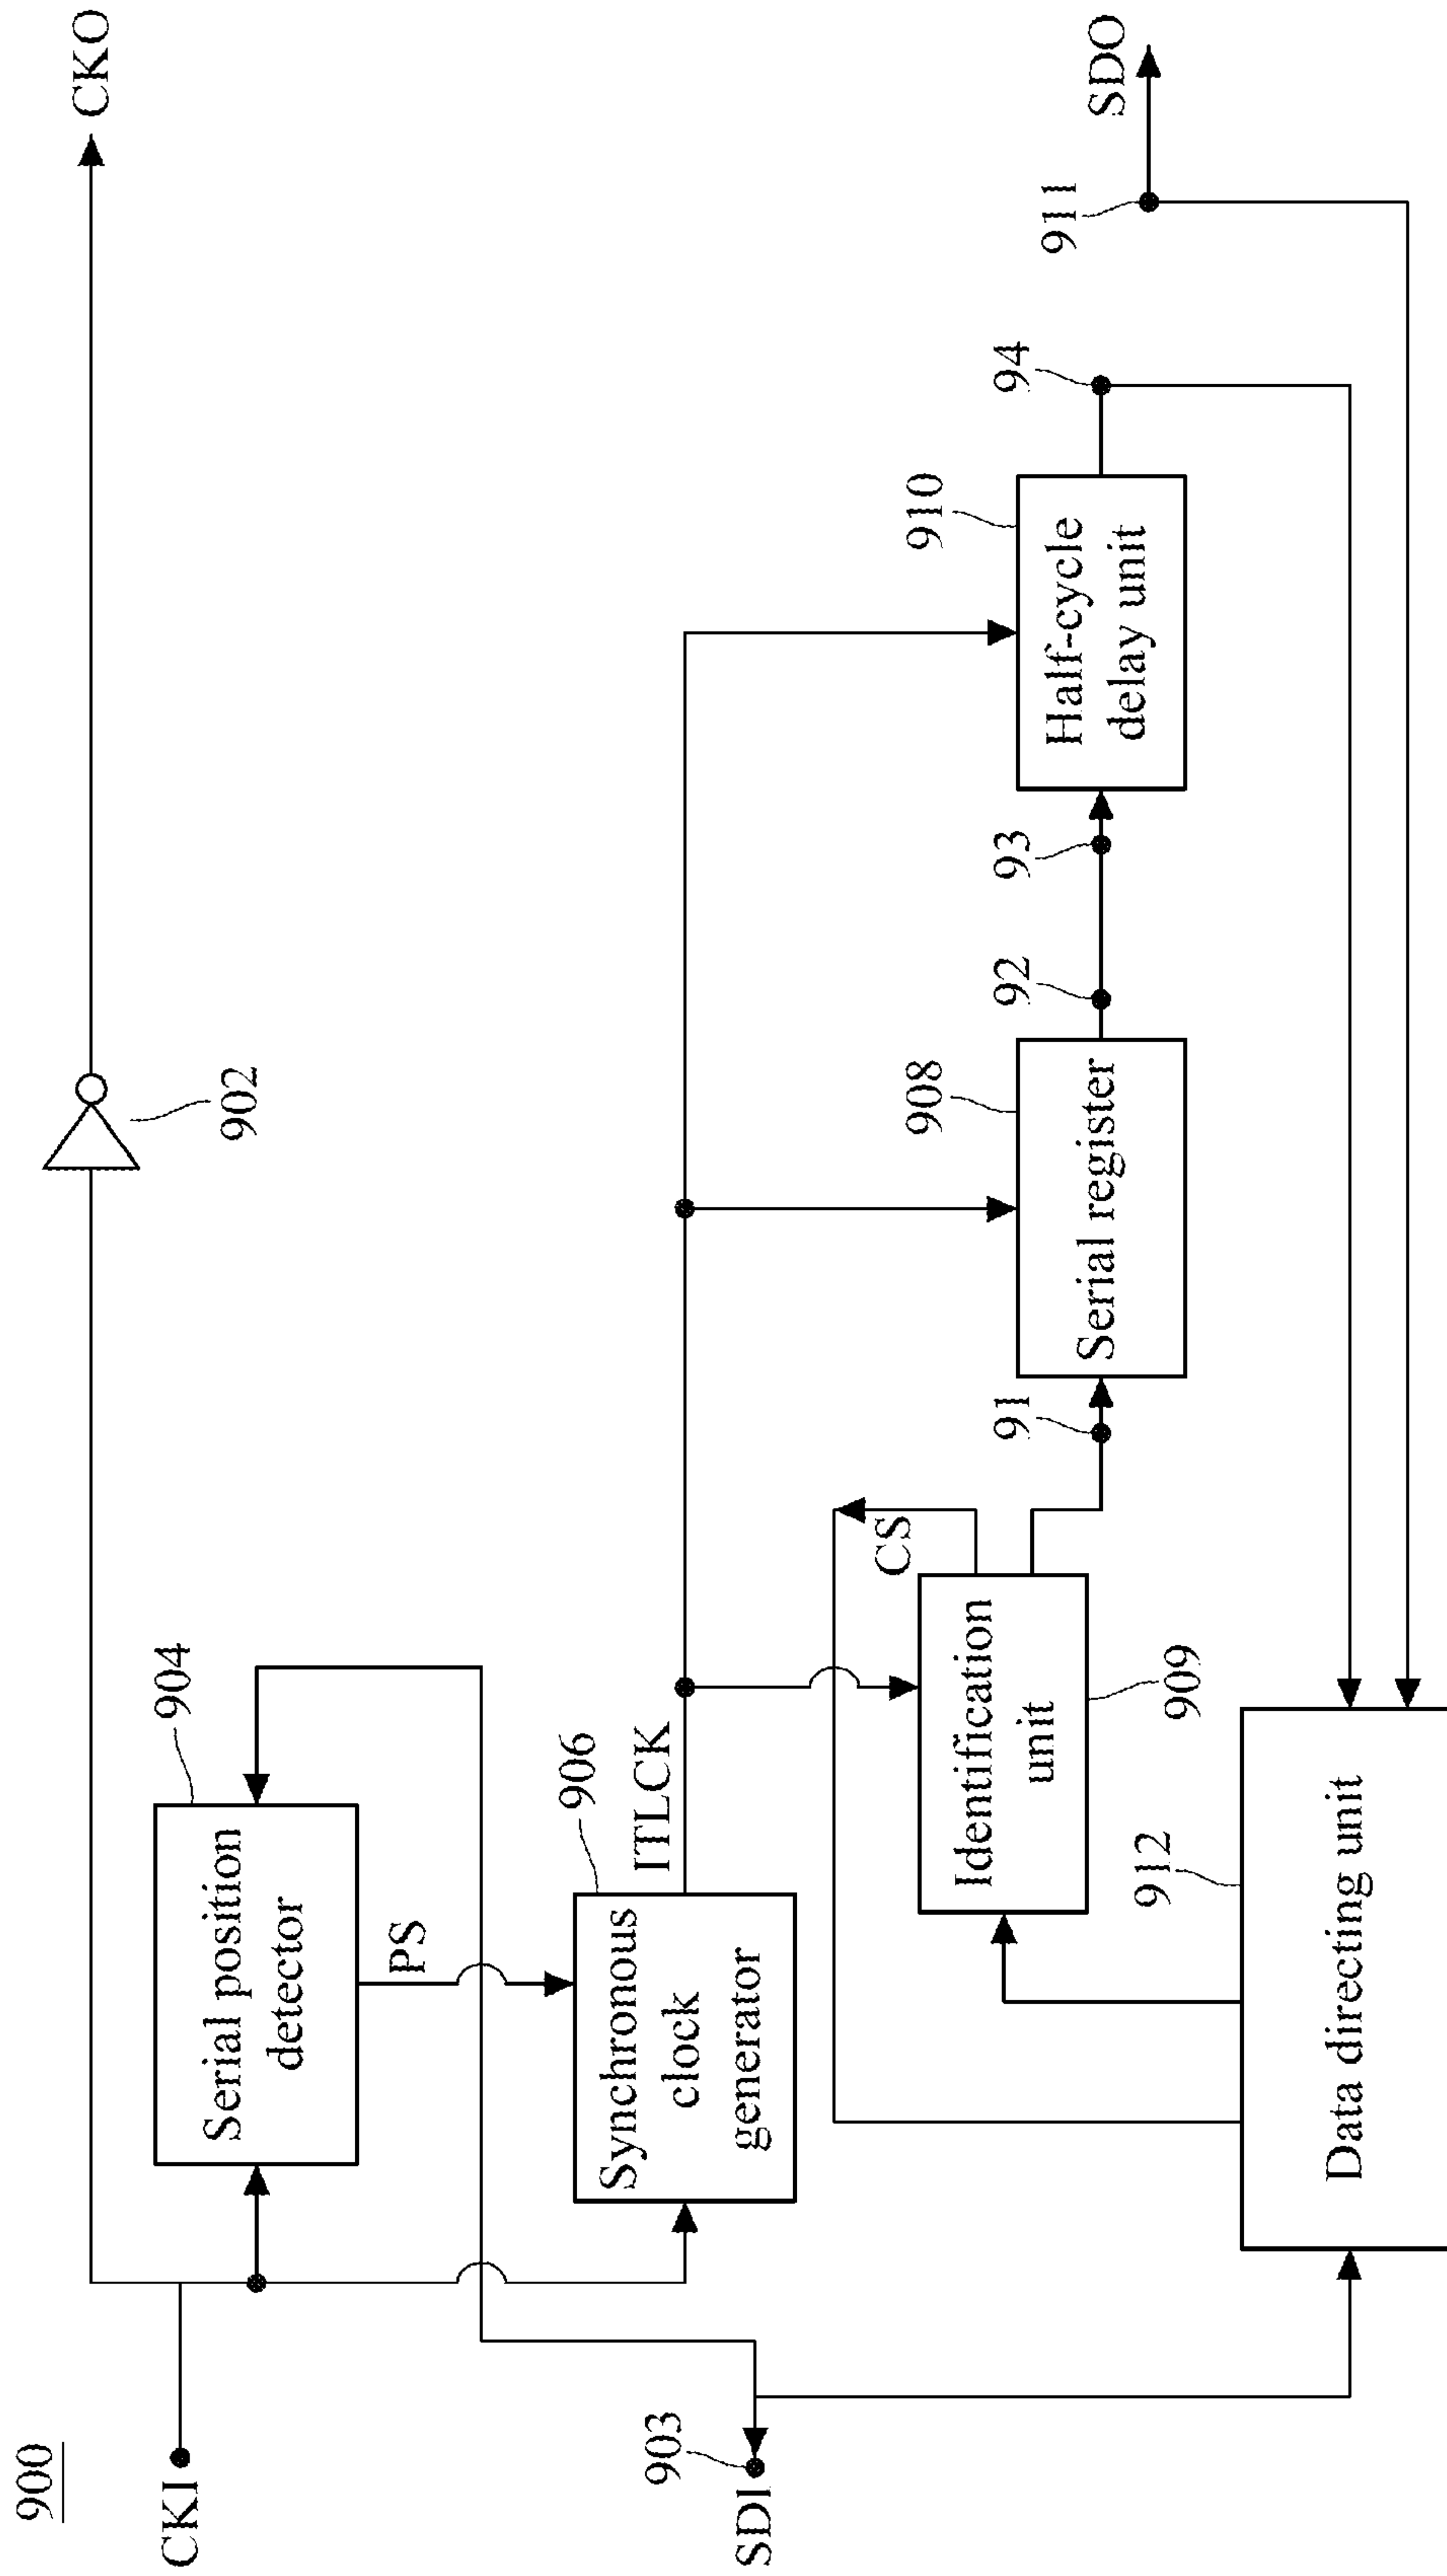 900
CKI
CKO
902
904
Serial position
detector
PS
906
Synchronous
clock
generator
ITLCK
903
SDI
CS
Identification
unit
909
91
908
Serial register
92
93
910
Half-cycle
delay unit
94
911
SDO
912
Data directing unit